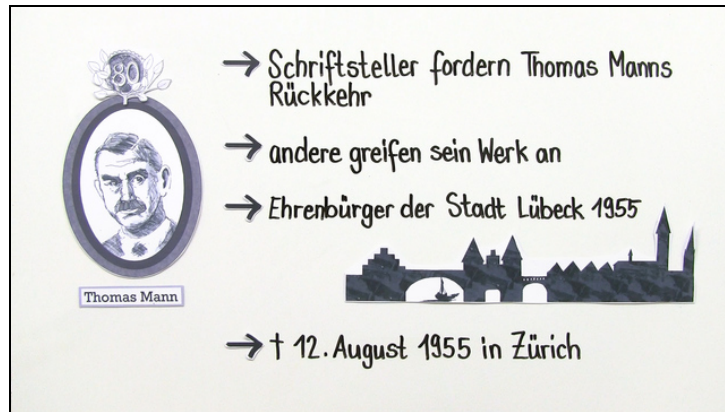 80
Thomas Mann
→ Schriftsteller fordern Thomas Manns
Rückkehr
→ andere greifen sein Werk an
→ Ehrenbürger der Stadt Lübeck 1955
→ † 12. August 1955 in Zürich